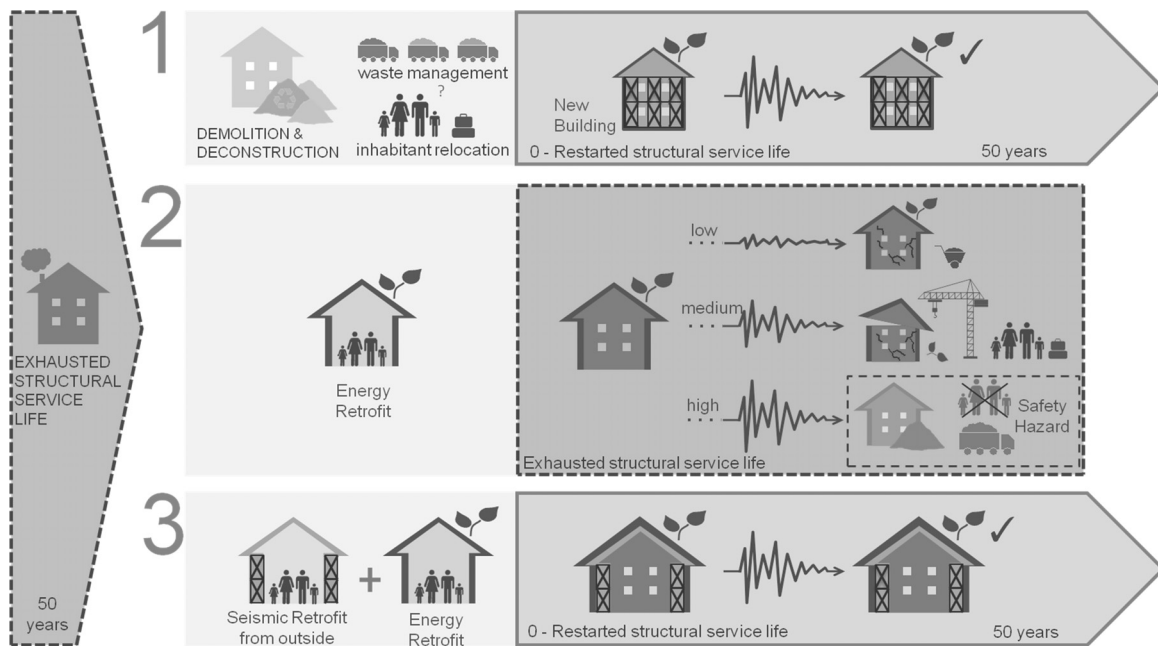 EXHAUSTED
STRUCTURAL
SERVICE
LIFE
50
years
1
DEMOLITION &
DECONSTRUCTION
waste management
?
inhabitant relocation
New
Building
0 - Restarted structural service life
50 years
2
Energy
Retrofit
low
medium
high
Safety
Hazard
Exhausted structural service life
3
Seismic Retrofit
from outside
+
Energy
Retrofit
0 - Restarted structural service life
50 years